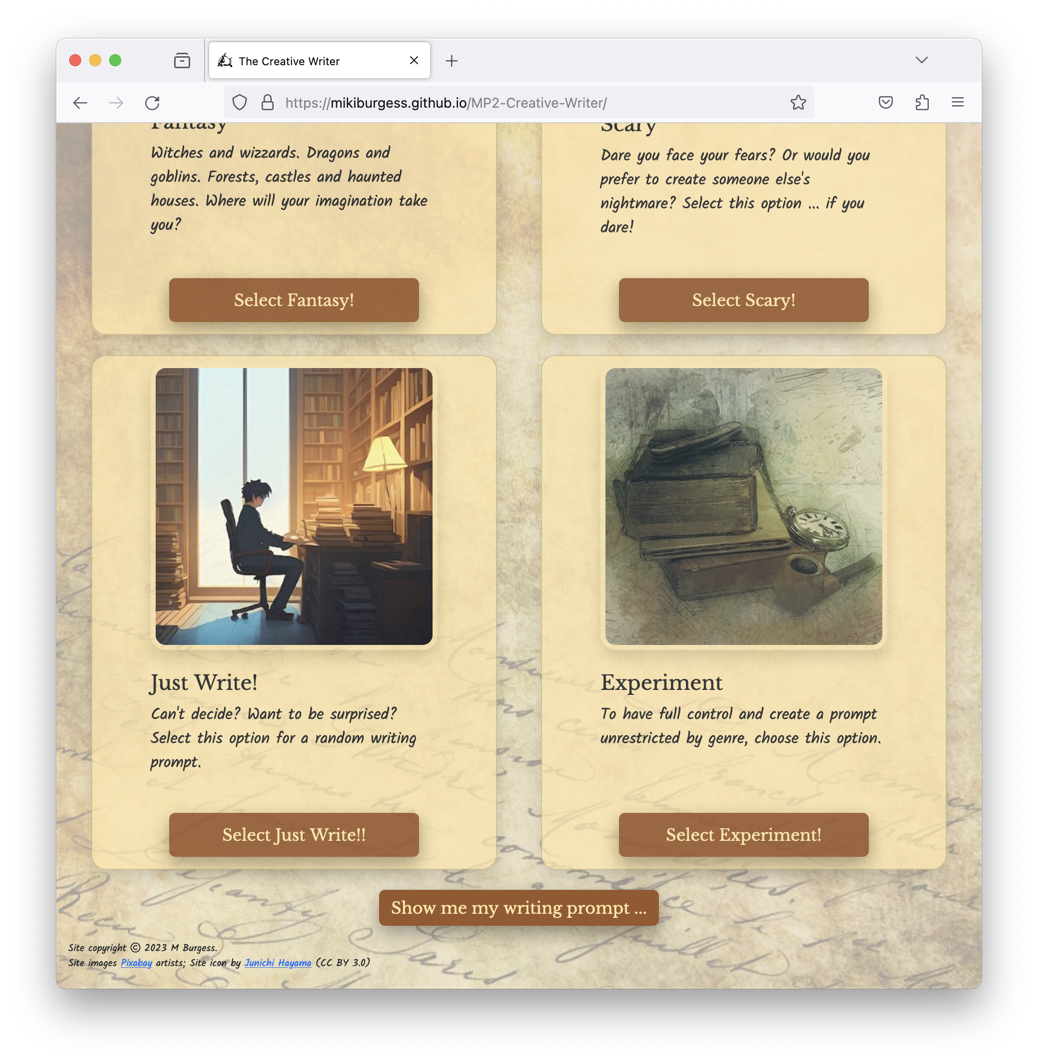 The Creative Writer
https://mikiburgess.github.io/MP2-Creative-Writer/
Fantasy
Witches and wizzards. Dragons and
goblins. Forests, castles and haunted
houses. Where will your imagination take
you?
Select Fantasy!
Scary
Dare you face your fears? Or would you
prefer to create someone else's
nightmare? Select this option ... if you
dare!
Select Scary!
Just Write!
Can't decide? Want to be surprised?
Select this option for a random writing
prompt.
Select Just Write!!
Experiment
To have full control and create a prompt
unrestricted by genre, choose this option.
Select Experiment!
Show me my writing prompt ...
Site copyright © 2023 M Burgess.
Site images Pixabay artists; Site icon by Junichi Hayama (CC BY 3.0)